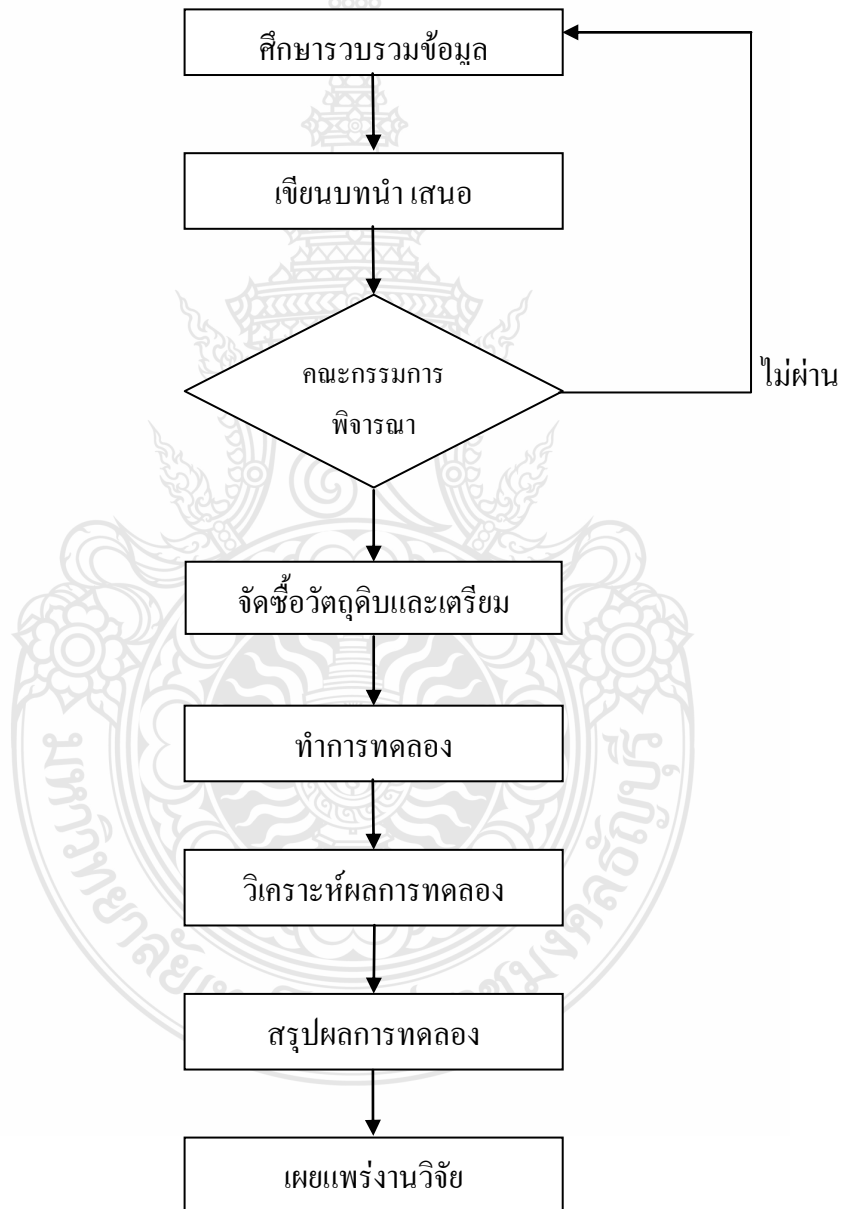 ศึกษารวบรวมข้อมูล
เขียนบทนำ เสนอ
คณะกรรมการ
พิจารณา
ไม่ผ่าน
จัดซื้อวัตถุดิบและเตรียม
ทำการทดลอง
วิเคราะห์ผลการทดลอง
สรุปผลการทดลอง
เผยแพร่งานวิจัย